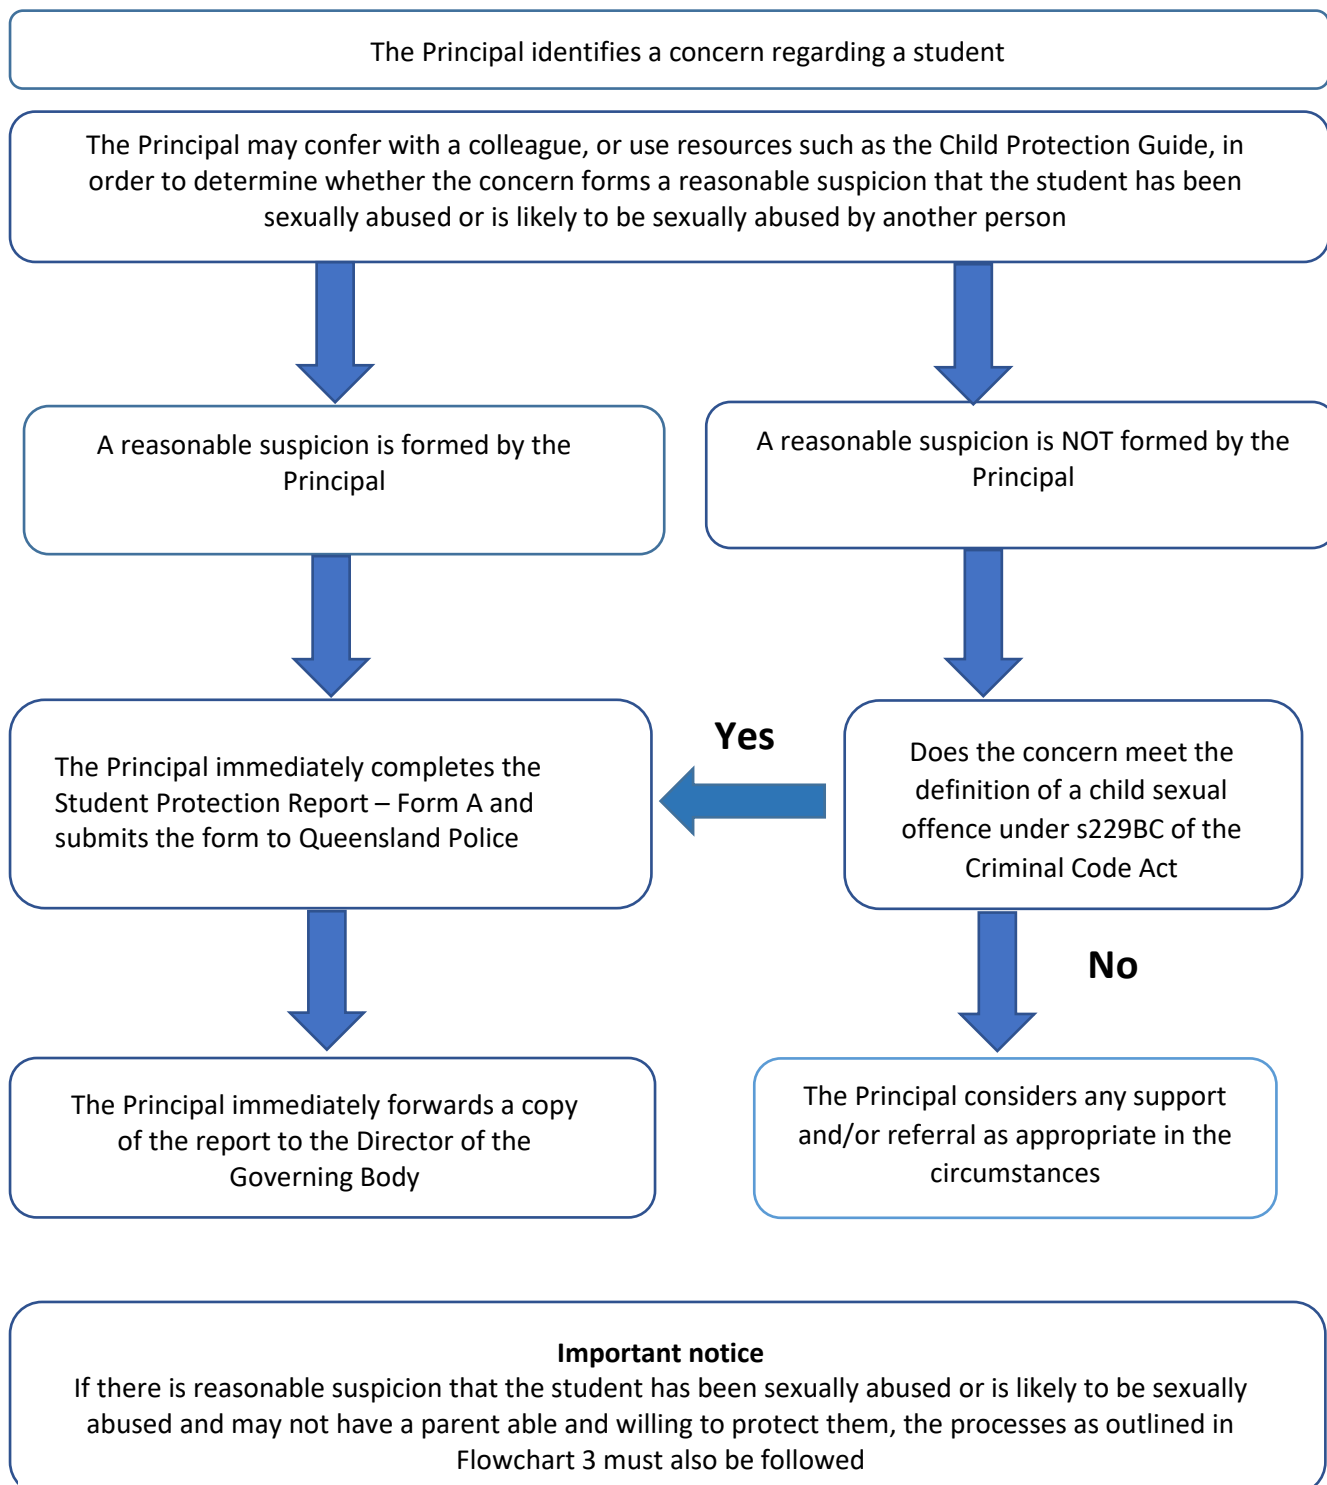 The Principal identifies a concern regarding a student
The Principal may confer with a colleague, or use resources such as the Child Protection Guide, in
order to determine whether the concern forms a reasonable suspicion that the student has been
sexually abused or is likely to be sexually abused by another person
A reasonable suspicion is formed by the
Principal
A reasonable suspicion is NOT formed by the
Principal
The Principal immediately completes the
Student Protection Report – Form A and
submits the form to Queensland Police
Yes
Does the concern meet the
definition of a child sexual
offence under s229BC of the
Criminal Code Act
No
The Principal immediately forwards a copy
of the report to the Director of the
Governing Body
The Principal considers any support
and/or referral as appropriate in the
circumstances
Important notice
If there is reasonable suspicion that the student has been sexually abused or is likely to be sexually
abused and may not have a parent able and willing to protect them, the processes as outlined in
Flowchart 3 must also be followed